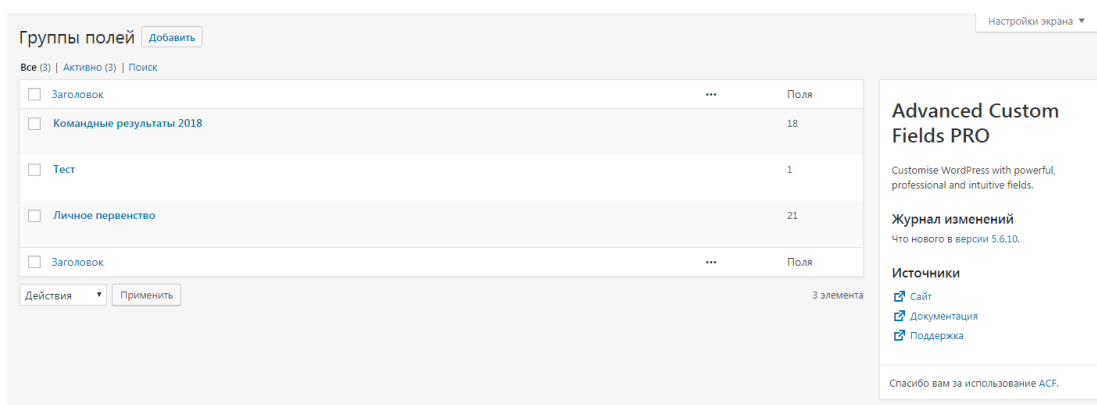 Настройки экрана ▼
Группы полей Добавить
Все (3) | Активно (3) | Поиск
Заголовок ••• Поля
Командные результаты 2018 18
Тест 1
Личное первенство 21
Заголовок ••• Поля
Действия ▼ Применить 3 элемента
Advanced Custom
Fields PRO
Customise WordPress with powerful,
professional and intuitive fields.
Журнал изменений
Что нового в версии 5.6.10.
Источники
Сайт
Документация
Поддержка
Спасибо вам за использование ACF.